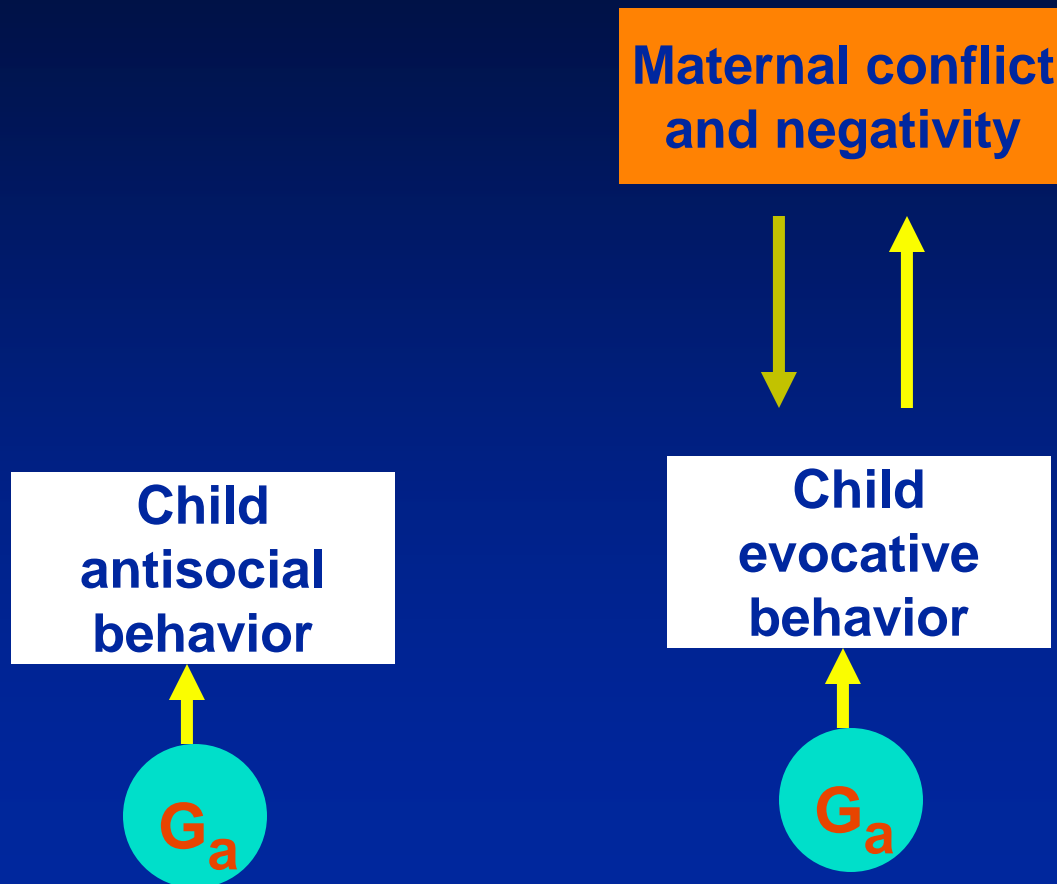 Maternal conflict
and negativity
Child
antisocial
behavior
Child
evocative
behavior
Ga
Ga